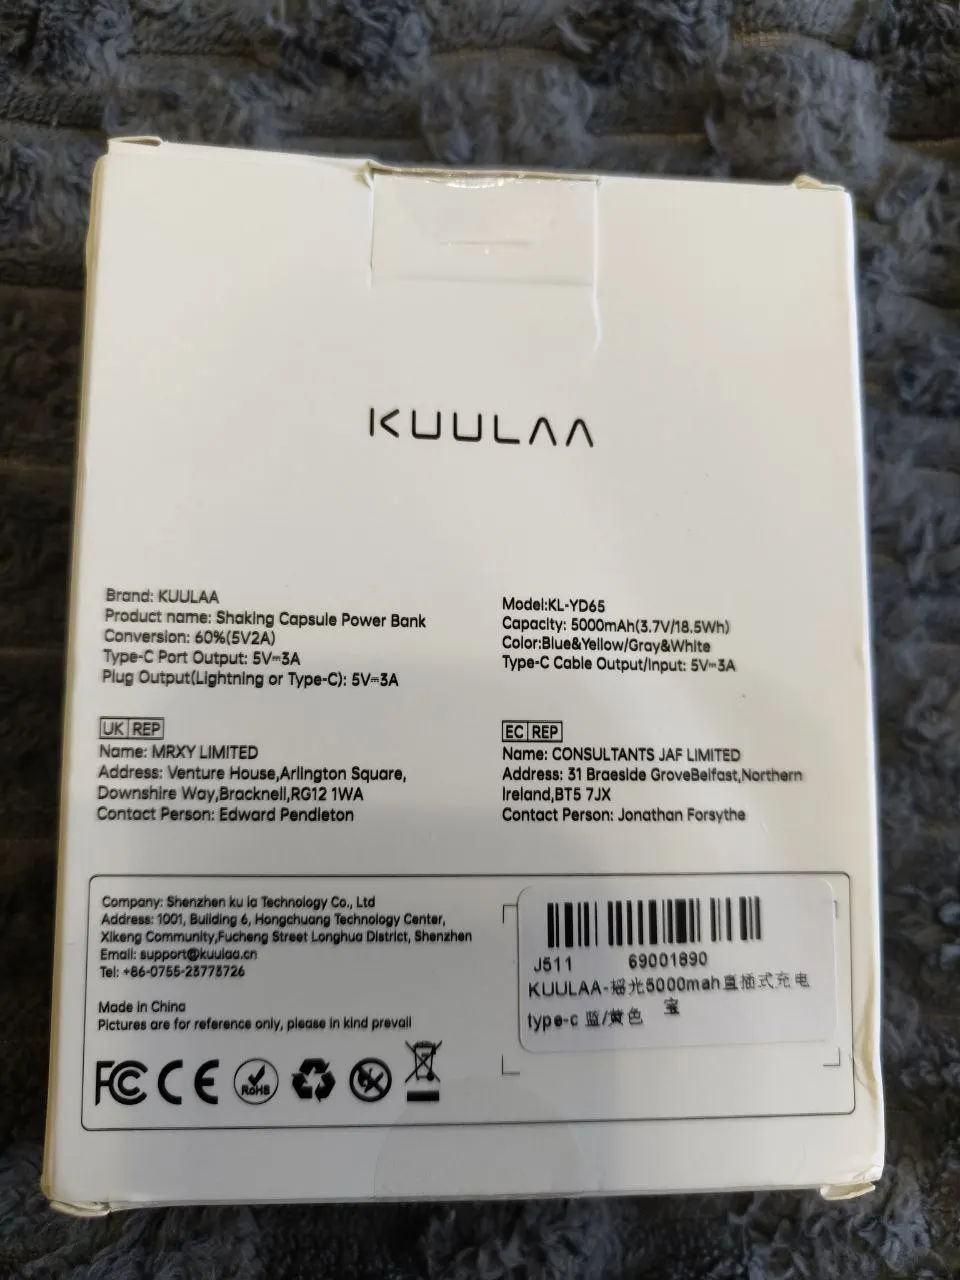 KUULAA
Brand: KUULAA
Product name: Shaking Capsule Power Bank
Conversion: 60%(5V2A)
Type-C Port Output: 5V⎓3A
Plug Output(Lightning or Type-C): 5V⎓3A
Model:KL-YD65
Capacity: 5000mAh(3.7V/18.5Wh)
Color:Blue&Yellow/Gray&White
Type-C Cable Output/Input: 5V⎓3A
UK REP
Name: MRXY LIMITED
Address: Venture House,Arlington Square,
Downshire Way,Bracknell,RG12 1WA
Contact Person: Edward Pendleton
EC REP
Name: CONSULTANTS JAF LIMITED
Address: 31 Braeside GroveBelfast,Northern
Ireland,BT5 7JX
Contact Person: Jonathan Forsythe
Company: Shenzhen ku la Technology Co., Ltd
Address: 1001, Building 6, Hongchuang Technology Center,
Xikeng Community,Fucheng Street Longhua District, Shenzhen
Email: support@kuulaa.cn
Tel: +86-0755-23773726
Made in China
Pictures are for reference only, please in kind prevail
FC CE RoHS
J511 69001890
KUULAA-摇光5000mah直插式充电
宝
type-c 蓝/黄色